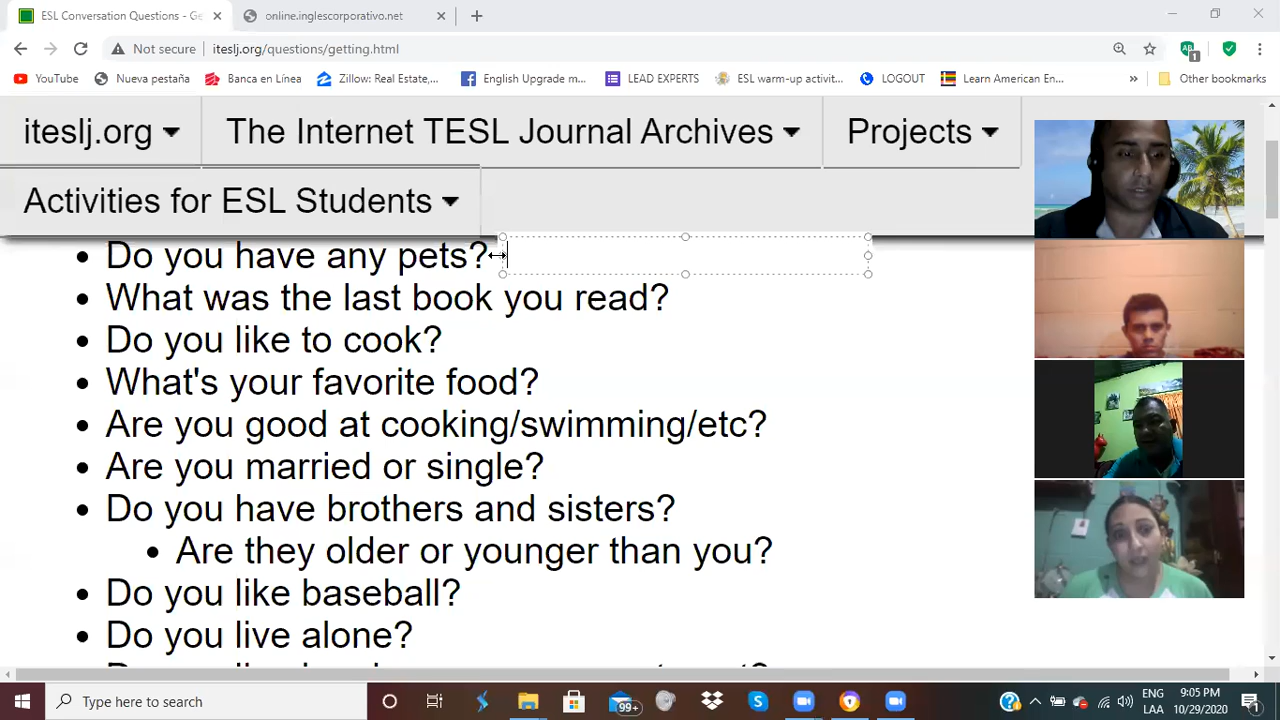 ESL Conversation Questions - Ge
online.inglescorporativo.net
Not secure
iteslj.org/questions/getting.html
YouTube
Nueva pestaña
Banca en Línea
Zillow: Real Estate,...
English Upgrade m...
LEAD EXPERTS
ESL warm-up activit...
LOGOUT
Learn American En...
»
Other bookmarks
iteslj.org
The Internet TESL Journal Archives
Projects
Activities for ESL Students
• Do you have any pets?
• What was the last book you read?
• Do you like to cook?
• What's your favorite food?
• Are you good at cooking/swimming/etc?
• Are you married or single?
• Do you have brothers and sisters?
• Are they older or younger than you?
• Do you like baseball?
• Do you live alone?
Type here to search
99+
ENG
LAA
9:05 PM
10/29/2020